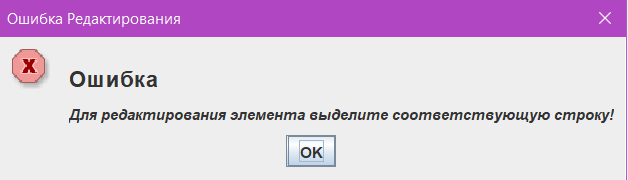 Ошибка Редактирования
Ошибка
Для редактирования элемента выделите соответствующую строку!
OK